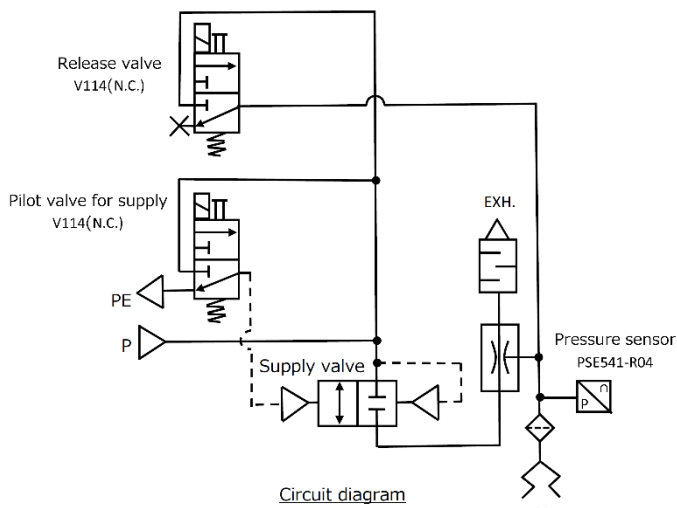 Release valve
V114(N.C.)
Pilot valve for supply
V114(N.C.)
EXH.
PE
P
Supply valve
Pressure sensor
PSE541-R04
P
Circuit diagram